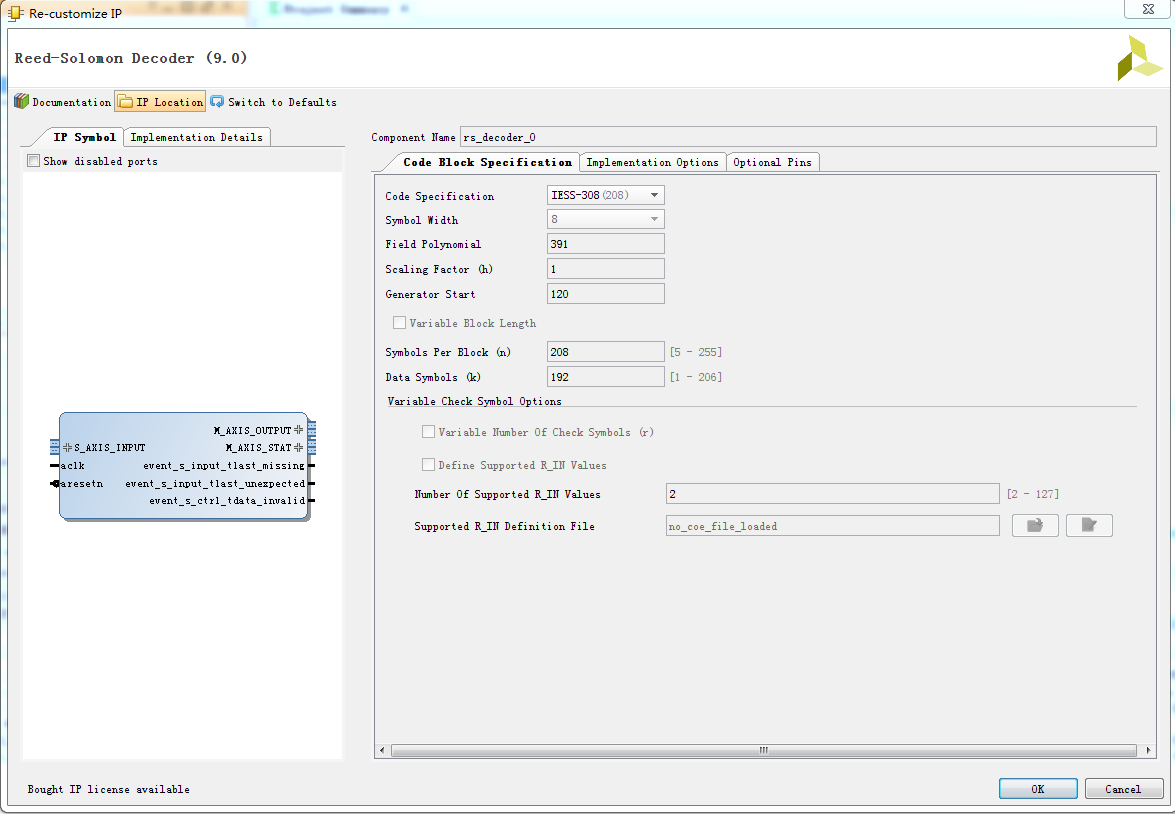 Re-customize IP
Reed-Solomon Decoder (9.0)
Documentation IP Location Switch to Defaults
IP Symbol Implementation Details
Show disabled ports
M_AXIS_OUTPUT
S_AXIS_INPUT M_AXIS_STAT
aclk event_s_input_tlast_missing
aresetn event_s_input_tlast_unexpected
event_s_ctrl_tdata_invalid
Component Name rs_decoder_0
Code Block Specification Implementation Options Optional Pins
Code Specification IESS-308 (208)
Symbol Width 8
Field Polynomial 391
Scaling Factor (h) 1
Generator Start 120
Variable Block Length
Symbols Per Block (n) 208 [5 - 255]
Data Symbols (k) 192 [1 - 206]
Variable Check Symbol Options
Variable Number Of Check Symbols (r)
Define Supported R_IN Values
Number Of Supported R_IN Values 2 [2 - 127]
Supported R_IN Definition File no_coe_file_loaded
Bought IP license available
OK Cancel